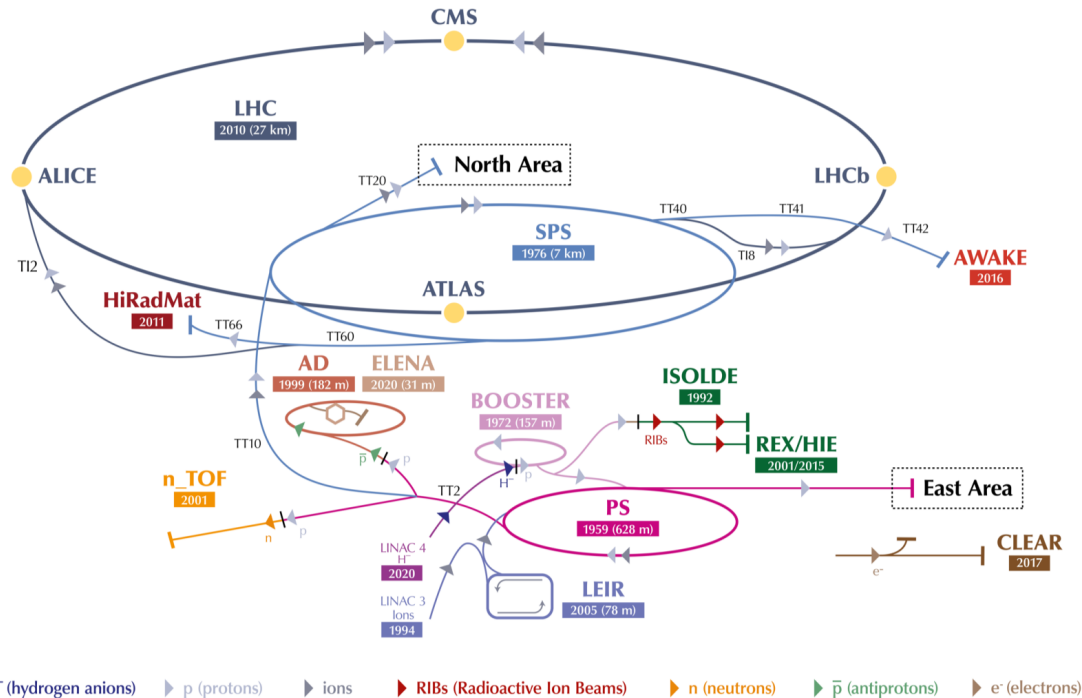 CMS
LHC
2010 (27 km)
North Area
TT20
ALICE
LHCb
TT40
TT41
SPS
1976 (7 km)
TT42
TI8
AWAKE
2016
TI2
ATLAS
HiRadMat
2011
TT66
TT60
AD
1999 (182 m)
ELENA
2020 (31 m)
ISOLDE
1992
BOOSTER
1972 (157 m)
RIBs
REX/HIE
2001/2015
TT10
p̅
p
H⁻
p
n_TOF
2001
TT2
East Area
PS
1959 (628 m)
n
p
LINAC 4
H⁻
2020
CLEAR
2017
e⁻
LINAC 3
Ions
1994
LEIR
2005 (78 m)
⁻ (hydrogen anions)
p (protons)
ions
RIBs (Radioactive Ion Beams)
n (neutrons)
p̅ (antiprotons)
e⁻ (electrons)